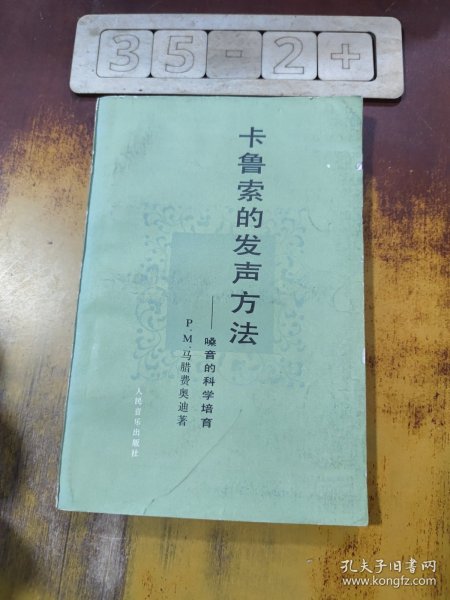 35-2+
卡鲁索的发声方法
——嗓音的科学培育
P.M.马腊费奥迪著
人民音乐出版社
孔夫子旧书网
www.kongfz.com